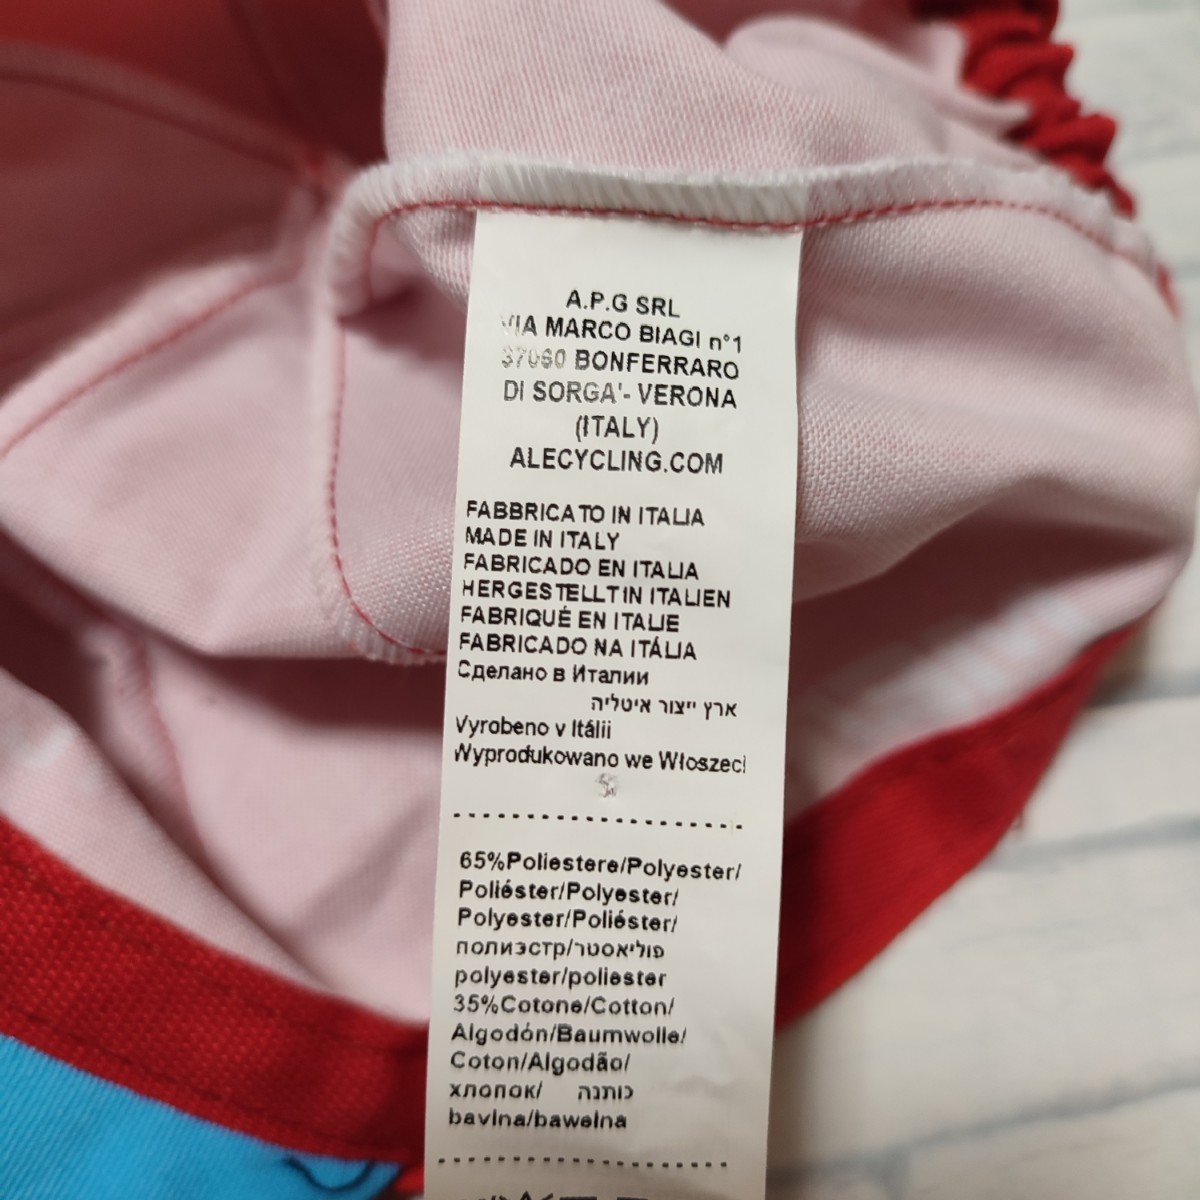 A.P.G SRL
VIA MARCO BIAGI n°1
37060 BONFERRARO
DI SORGA'- VERONA
(ITALY)
ALECYCLING.COM
FABBRICATO IN ITALIA
MADE IN ITALY
FABRICADO EN ITALIA
HERGESTELLT IN ITALIEN
FABRIQUÉ EN ITALIE
FABRICADO NA ITÁLIA
Сделано в Италии
ארץ ייצור איטליה
Vyrobeno v Itálii
Wyprodukowano we Włoszecl
65%Poliestere/Polyester/
Poliéster/Polyester/
Polyester/Poliéster/
полиэстр/פוליאסטר
polyester/poliester
35%Cotone/Cotton/
Algodón/Baumwolle/
Coton/Algodão/
хлопок/ כותנה
bavlna/bawelna